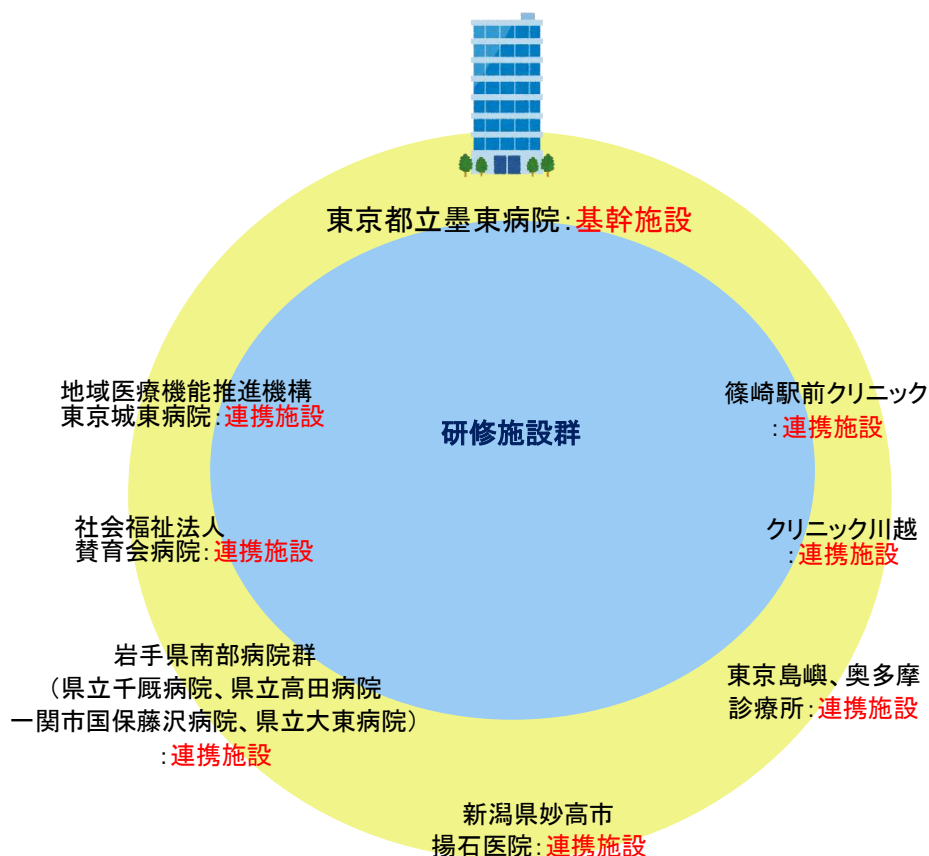 東京都立墨東病院：基幹施設
地域医療機能推進機構
東京城東病院：連携施設
篠崎駅前クリニック
：連携施設
研修施設群
社会福祉法人
賛育会病院：連携施設
クリニック川越
：連携施設
岩手県南部病院群
（県立千厩病院、県立高田病院
一関市国保藤沢病院、県立大東病院）
：連携施設
東京島嶼、奥多摩
診療所：連携施設
新潟県妙高市
揚石医院：連携施設